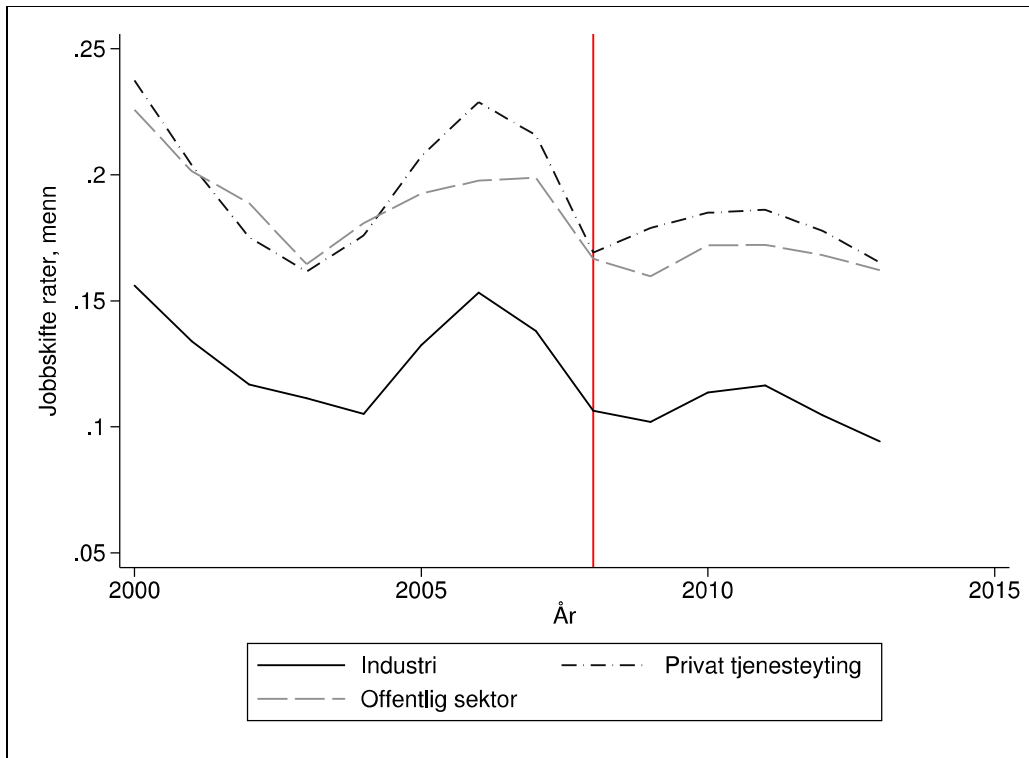 .25
.2
.15
.1
.05
Jobbskifte rater, menn
2000 2005 2010 2015
År
Industri Privat tjenesteyting
Offentlig sektor